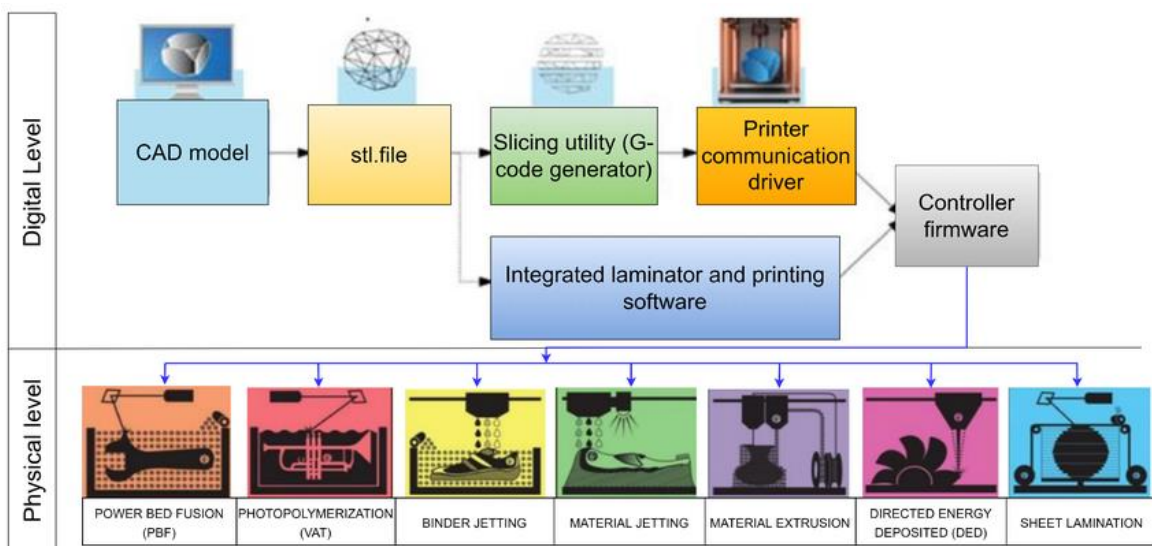 Digital Level
CAD model
stl.file
Slicing utility (G-
code generator)
Printer
communication
driver
Controller
firmware
Integrated laminator and printing
software
Physical level
POWER BED FUSION
(PBF)
PHOTOPOLYMERIZATION
(VAT)
BINDER JETTING
MATERIAL JETTING
MATERIAL EXTRUSION
DIRECTED ENERGY
DEPOSITED (DED)
SHEET LAMINATION